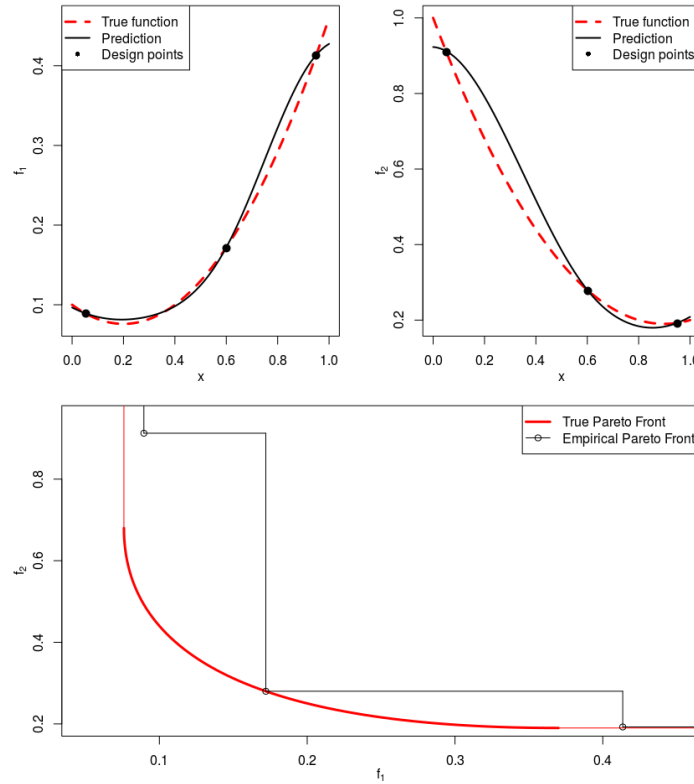 True function
Prediction
Design points
f₁
0.1 0.2 0.3 0.4
0.0 0.2 0.4 0.6 0.8 1.0
x
True function
Prediction
Design points
f₂
0.2 0.4 0.6 0.8 1.0
0.0 0.2 0.4 0.6 0.8 1.0
x
True Pareto Front
Empirical Pareto Front
f₂
0.2 0.4 0.6 0.8
0.1 0.2 0.3 0.4
f₁